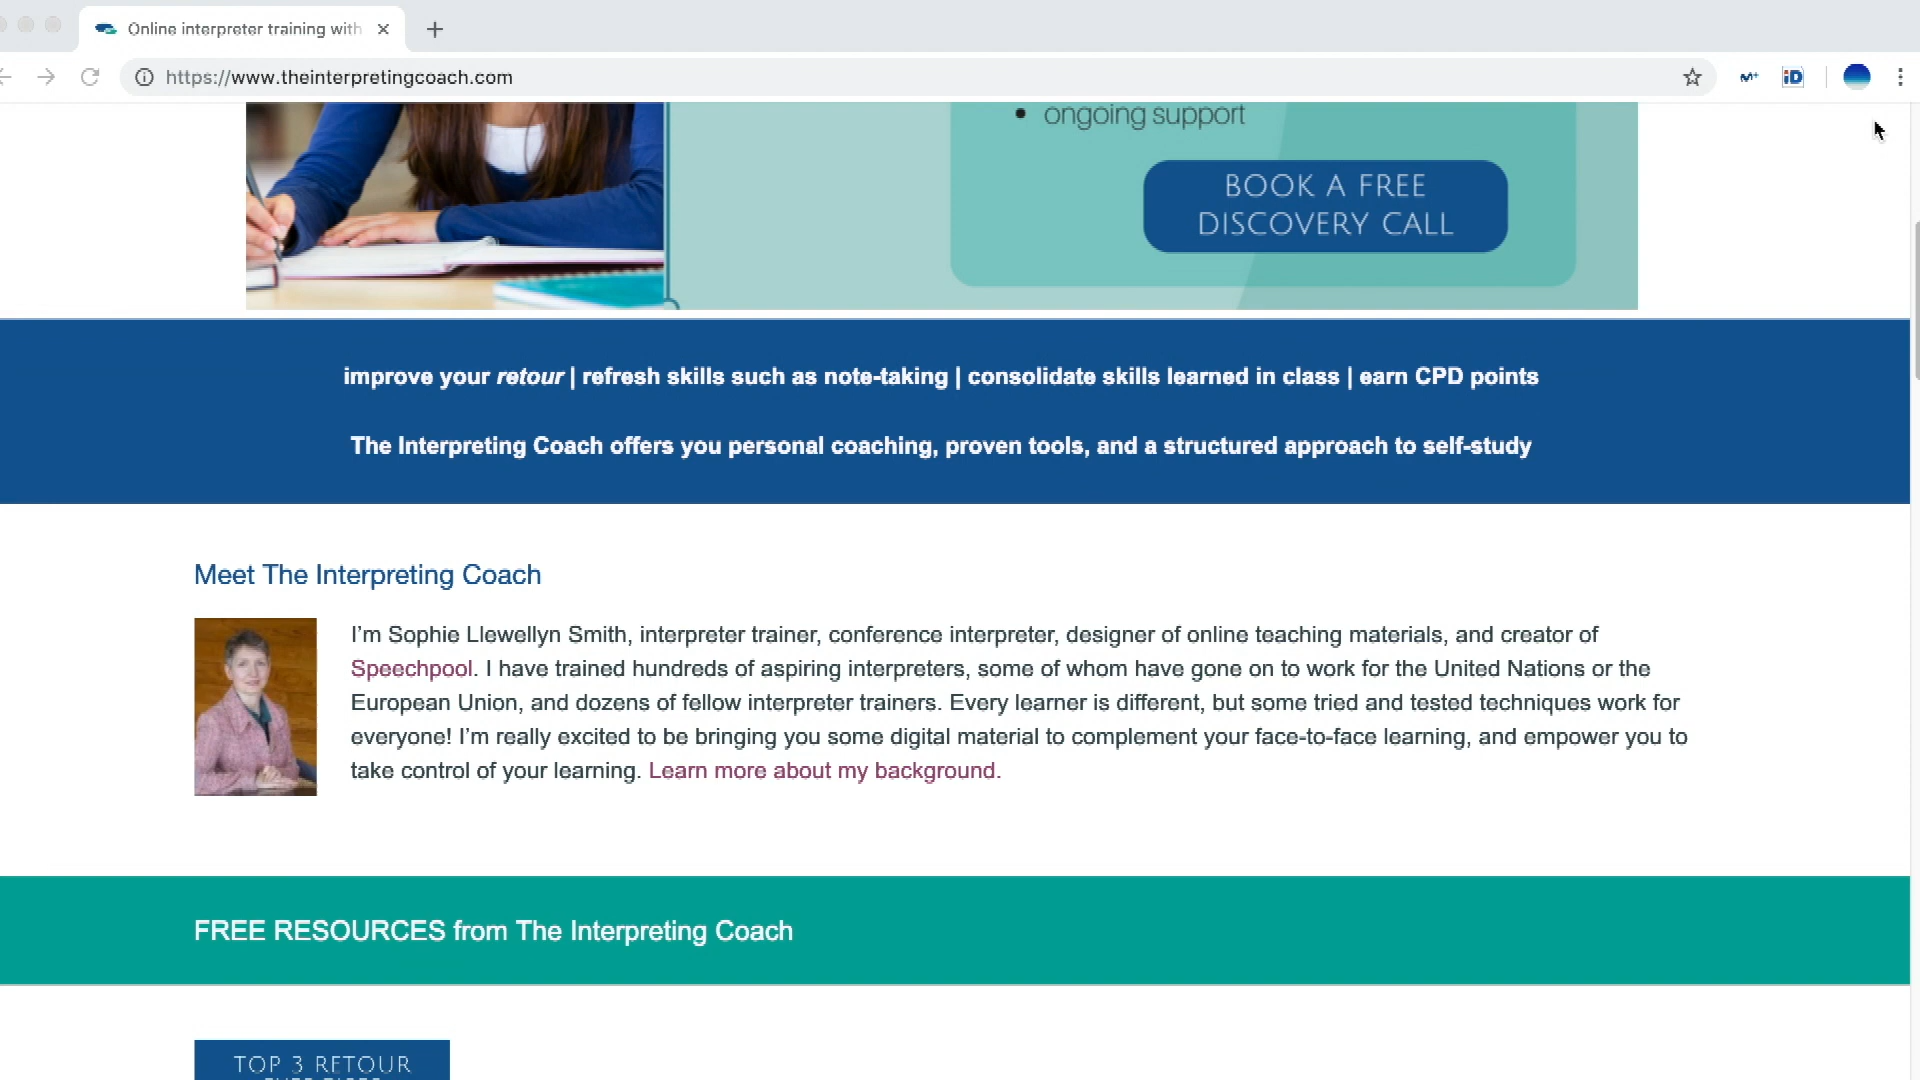 Online interpreter training with
https://www.theinterpretingcoach.com
iD
• ongoing support
BOOK A FREE
DISCOVERY CALL
improve your retour | refresh skills such as note-taking | consolidate skills learned in class | earn CPD points
The Interpreting Coach offers you personal coaching, proven tools, and a structured approach to self-study
Meet The Interpreting Coach
I’m Sophie Llewellyn Smith, interpreter trainer, conference interpreter, designer of online teaching materials, and creator of
Speechpool. I have trained hundreds of aspiring interpreters, some of whom have gone on to work for the United Nations or the
European Union, and dozens of fellow interpreter trainers. Every learner is different, but some tried and tested techniques work for
everyone! I’m really excited to be bringing you some digital material to complement your face-to-face learning, and empower you to
take control of your learning. Learn more about my background.
FREE RESOURCES from The Interpreting Coach
TOP 3 RETOUR